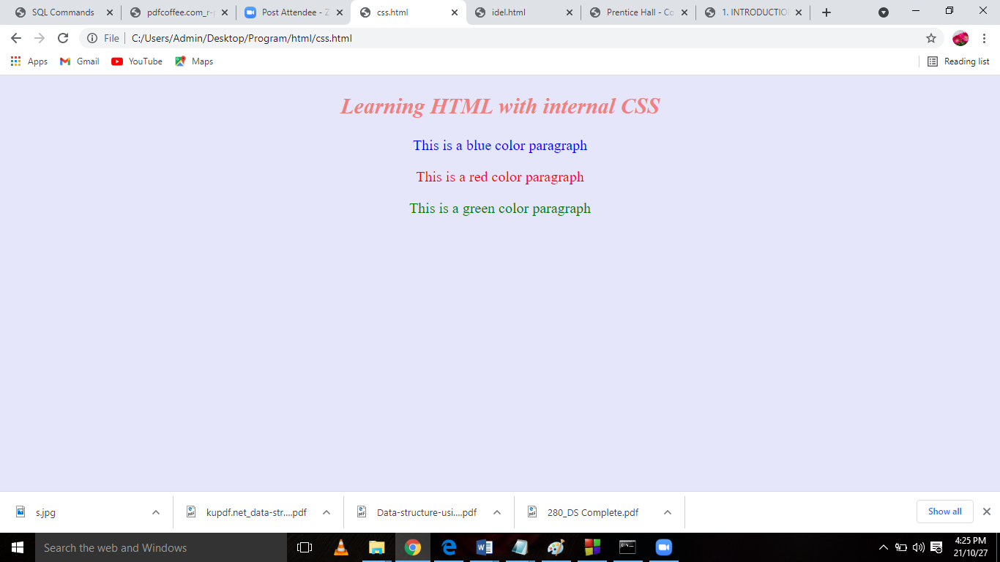 SQL Commands
pdfcoffee.com_r-
Post Attendee - Z
css.html
idel.html
Prentice Hall - Co
1. INTRODUCTIO
File
C:/Users/Admin/Desktop/Program/html/css.html
Apps
Gmail
YouTube
Maps
Reading list
Learning HTML with internal CSS
This is a blue color paragraph
This is a red color paragraph
This is a green color paragraph
s.jpg
kupdf.net_data-str....pdf
Data-structure-usi....pdf
280_DS Complete.pdf
Show all
Search the web and Windows
4:25 PM
21/10/27